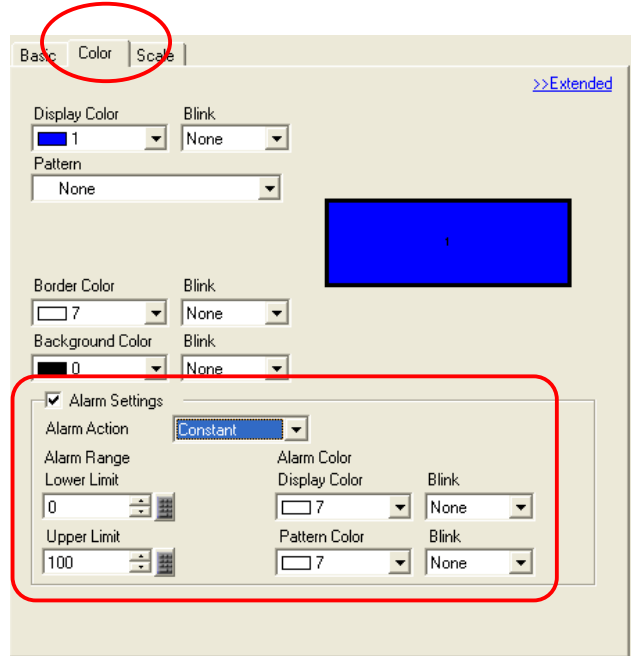 Basic Color Scale
>>Extended
Display Color Blink
1 None
Pattern
None
1
Border Color Blink
7 None
Background Color Blink
0 None
Alarm Settings
Alarm Action Constant
Alarm Range Alarm Color
Lower Limit Display Color Blink
0 7 None
Upper Limit Pattern Color Blink
100 7 None